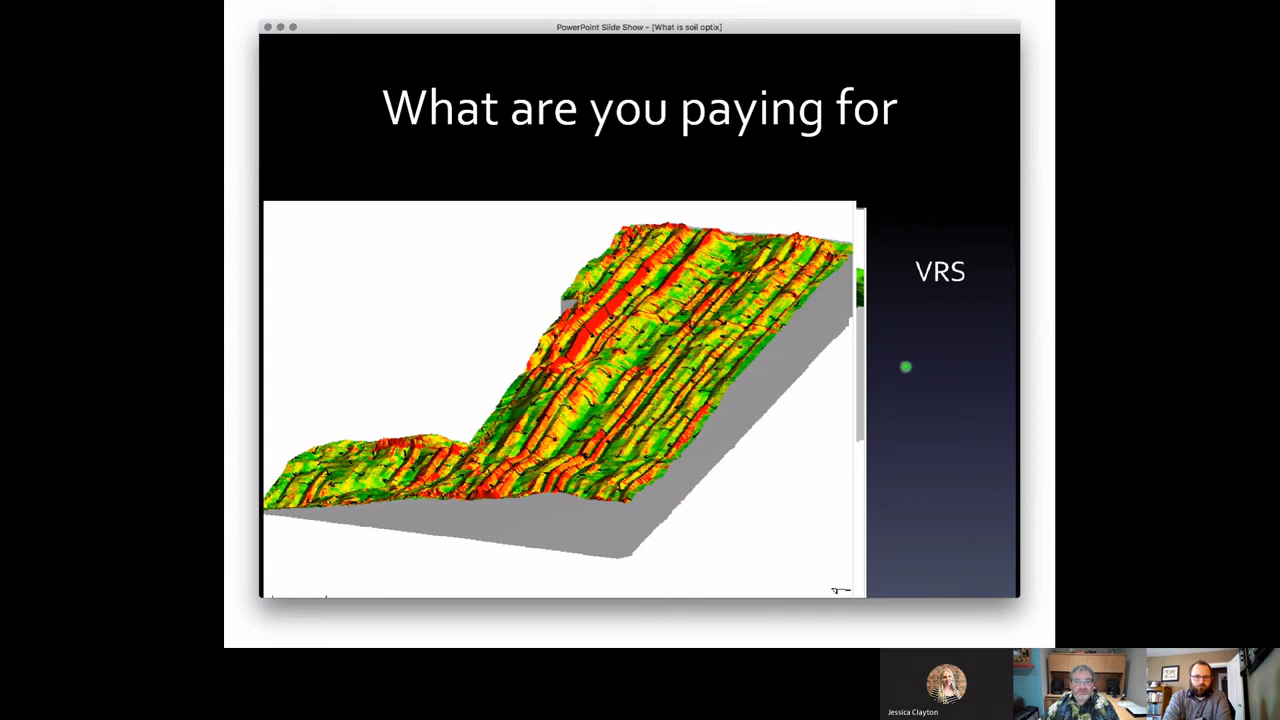 PowerPoint Slide Show - [What is soil optix]
What are you paying for
VRS
Jessica Clayton